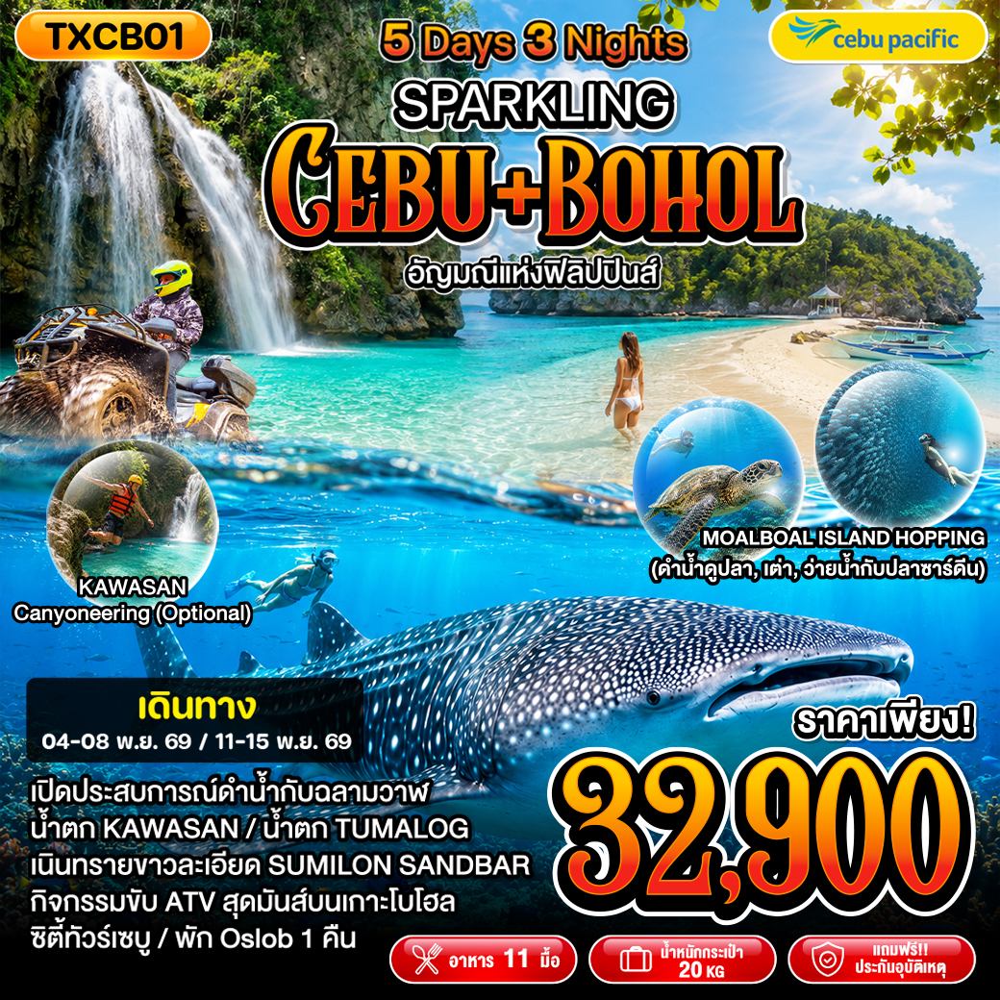 TXCB01
5 Days 3 Nights
cebu pacific
SPARKLING
CEBU+BOHOL
อัญมณีแห่งฟิลิปปินส์
MOALBOAL ISLAND HOPPING
(ดำน้ำดูปลา, เต่า, ว่ายน้ำกับปลาซาร์ดีน)
KAWASAN
Canyoneering (Optional)
เดินทาง
04-08 พ.ย. 69 / 11-15 พ.ย. 69
ราคาเพียง!
32,900
เปิดประสบการณ์ดำน้ำกับฉลามวาฬ
น้ำตก KAWASAN / น้ำตก TUMALOG
เนินทรายขาวละเอียด SUMILON SANDBAR
กิจกรรมขับ ATV สุดมันส์บนเกาะโบโฮล
ซิตี้ทัวร์เซบู / พัก Oslob 1 คืน
อาหาร 11 มื้อ
น้ำหนักกระเป๋า
20 KG
แถมฟรี!!
ประกันอุบัติเหตุ